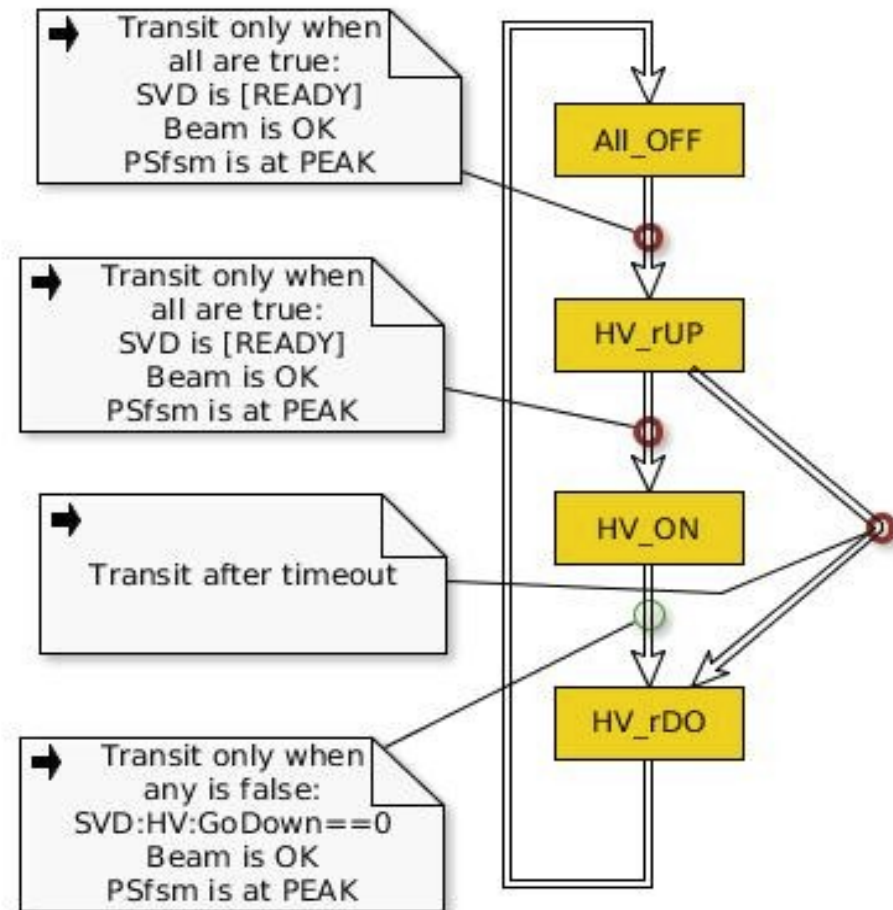 Transit only when
all are true:
SVD is [READY]
Beam is OK
PSfsm is at PEAK
All_OFF
Transit only when
all are true:
SVD is [READY]
Beam is OK
PSfsm is at PEAK
HV_rUP
HV_ON
Transit after timeout
HV_rDO
Transit only when
any is false:
SVD:HV:GoDown==0
Beam is OK
PSfsm is at PEAK